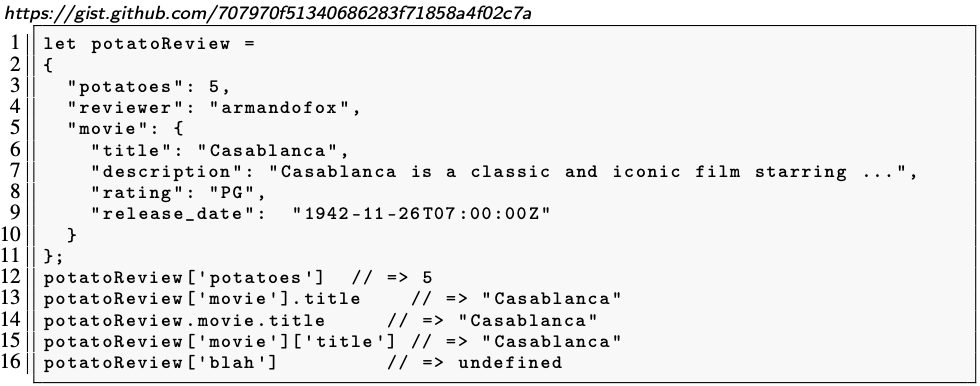 https://gist.github.com/707970f51340686283f71858a4f02c7a
1 let potatoReview =
2 {
3   "potatoes": 5,
4   "reviewer": "armandofox",
5   "movie": {
6     "title": "Casablanca",
7     "description": "Casablanca is a classic and iconic film starring ...",
8     "rating": "PG",
9     "release_date":  "1942-11-26T07:00:00Z"
10   }
11 };
12 potatoReview['potatoes']  // => 5
13 potatoReview['movie'].title    // => "Casablanca"
14 potatoReview.movie.title     // => "Casablanca"
15 potatoReview['movie']['title'] // => "Casablanca"
16 potatoReview['blah']         // => undefined